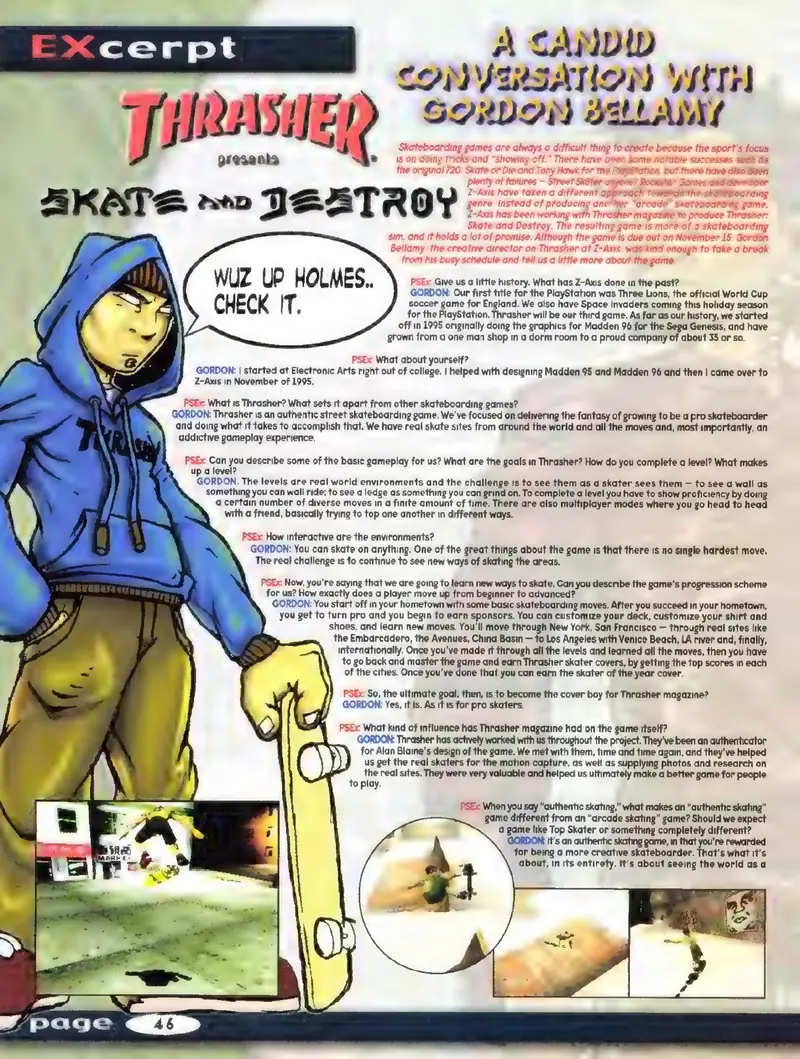 EXcerpt
A CANDID
CONVERSATION WITH
GORDON BELLAMY
THRASHER
presents
SKATE AND DESTROY
Skateboarding games are always a difficult thing to create because the sport's focus
is on doing tricks and "showing off." There have been some notable successes such as
the original 720, Skate or Die and Tony Hawk for the PlayStation, but there have also been
plenty of failures – Street Skater anyone? Rockstar Games and developer
Z-Axis have taken a different approach towards the skateboarding
genre. Instead of producing another "arcade" skateboarding game,
Z-Axis has been working with Thrasher magazine to produce Thrasher:
Skate and Destroy. The resulting game is more of a skateboarding
sim, and it holds a lot of promise. Although the game is due out on November 15, Gordon
Bellamy, the creative director on Thrasher at Z-Axis, was kind enough to take a break
from his busy schedule and tell us a little more about the game.
WUZ UP HOLMES..
CHECK IT.
PSEx: Give us a little history. What has Z-Axis done in the past?
GORDON: Our first title for the PlayStation was Three Lions, the official World Cup
soccer game for England. We also have Space Invaders coming this holiday season
for the PlayStation. Thrasher will be our third game. As far as our history, we started
off in 1995 originally doing the graphics for Madden 96 for the Sega Genesis, and have
grown from a one man shop in a dorm room to a proud company of about 35 or so.
PSEx: What about yourself?
GORDON: I started at Electronic Arts right out of college. I helped with designing Madden 95 and Madden 96 and then I came over to
Z-Axis in November of 1995.
PSEx: What is Thrasher? What sets it apart from other skateboarding games?
GORDON: Thrasher is an authentic street skateboarding game. We've focused on delivering the fantasy of growing to be a pro skateboarder
and doing what it takes to accomplish that. We have real skate sites from around the world and all the moves and, most importantly, an
addictive gameplay experience.
PSEx: Can you describe some of the basic gameplay for us? What are the goals in Thrasher? How do you complete a level? What makes
up a level?
GORDON: The levels are real world environments and the challenge is to see them as a skater sees them – to see a wall as
something you can wall ride; to see a ledge as something you can grind on. To complete a level you have to show proficiency by doing
a certain number of diverse moves in a finite amount of time. There are also multiplayer modes where you go head to head
with a friend, basically trying to top one another in different ways.
PSEx: How interactive are the environments?
GORDON: You can skate on anything. One of the great things about the game is that there is no single hardest move.
The real challenge is to continue to see new ways of skating the areas.
PSEx: Now, you're saying that we are going to learn new ways to skate. Can you describe the game's progression scheme
for us? How exactly does a player move up from beginner to advanced?
GORDON: You start off in your hometown with some basic skateboarding moves. After you succeed in your hometown,
you get to turn pro and you begin to earn sponsors. You can customize your deck, customize your shirt and
shoes, and learn new moves. You'll move through New York, San Francisco – through real sites like
the Embarcadero, the Avenues, China Basin – to Los Angeles with Venice Beach, LA river and, finally,
internationally. Once you've made it through all the levels and learned all the moves, then you have
to go back and master the game and earn Thrasher skater covers, by getting the top scores in each
of the cities. Once you've done that you can earn the skater of the year cover.
PSEx: So, the ultimate goal, then, is to become the cover boy for Thrasher magazine?
GORDON: Yes, it is. As it is for pro skaters.
PSEx: What kind of influence has Thrasher magazine had on the game itself?
GORDON: Thrasher has actively worked with us throughout the project. They've been an authenticator
for Alan Blaine's design of the game. We met with them, time and time again, and they've helped
us get the real skaters for the motion capture, as well as supplying photos and research on
the real sites. They were very valuable and helped us ultimately make a better game for people
to play.
PSEx: When you say "authentic skating," what makes an "authentic skating"
game different from an "arcade skating" game? Should we expect
a game like Top Skater or something completely different?
GORDON: It's an authentic skating game, in that you're rewarded
for being a more creative skateboarder. That's what it's
about, in its entirety. It's about seeing the world as a
THRASHER
MARKET
page 46